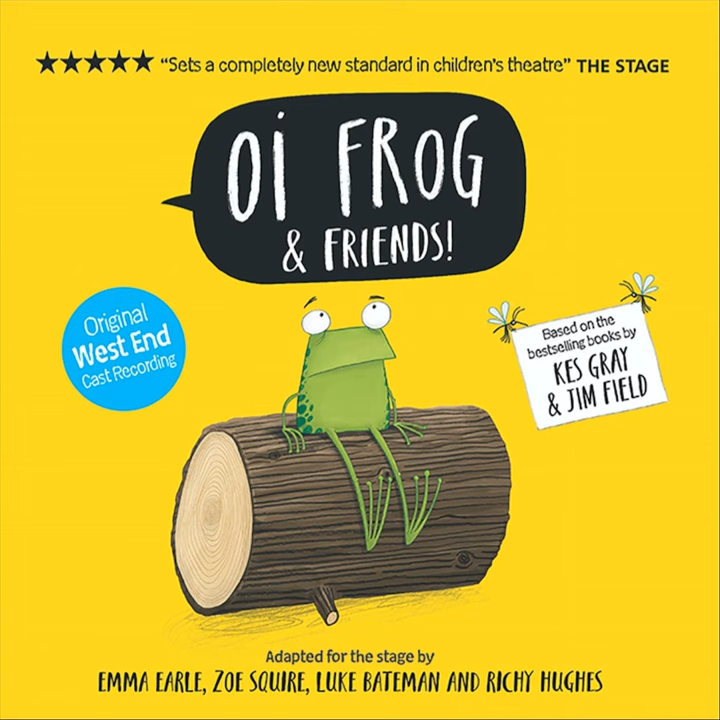 ★★★★★ “Sets a completely new standard in children’s theatre” THE STAGE
Oi FROG
& FRIENDS!
Original
West End
Cast Recording
Based on the
bestselling books by
KES GRAY
& JIM FIELD
Adapted for the stage by
EMMA EARLE, ZOE SQUIRE, LUKE BATEMAN AND RICHY HUGHES